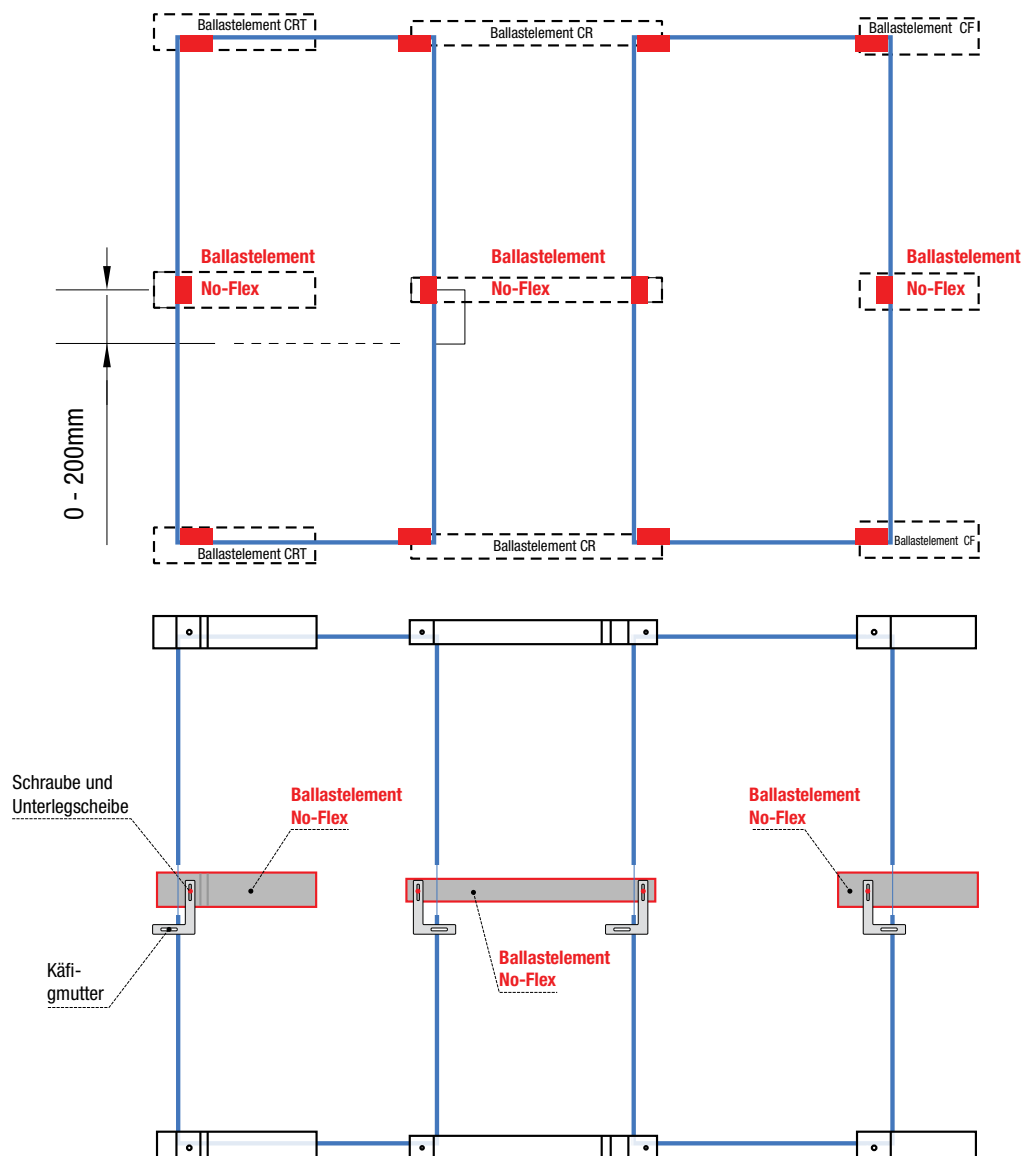 Ballastelement CRT
Ballastelement CR
Ballastelement CF
Ballastelement
No-Flex
Ballastelement
No-Flex
Ballastelement
No-Flex
0 - 200mm
Ballastelement CRT
Ballastelement CR
Ballastelement CF
Schraube und
Unterlegscheibe
Ballastelement
No-Flex
Ballastelement
No-Flex
Käfi-
gmutter
Ballastelement
No-Flex